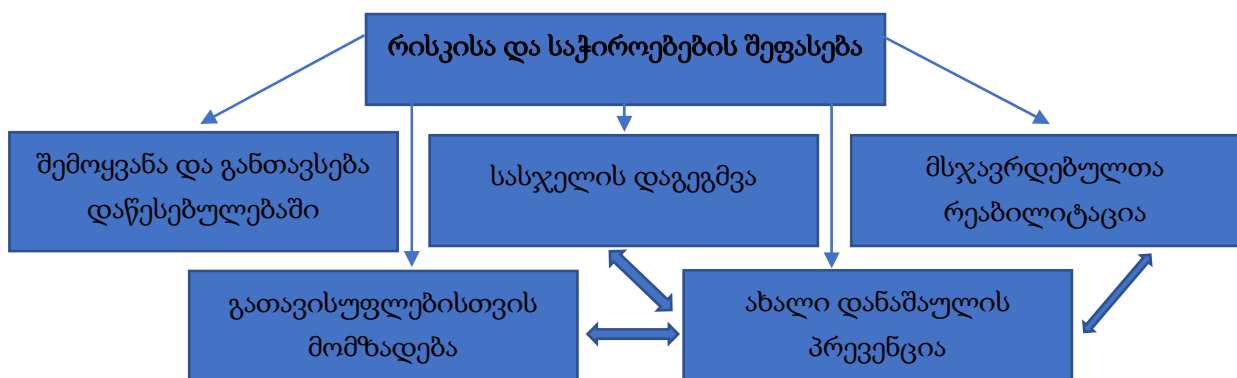 რისკისა და საჭიროებების შეფასება
შემოყვანა და განთავსება
დაწესებულებაში
სასჯელის დაგეგმვა
მსჯავრდებულთა
რეაბილიტაცია
გათავისუფლებისთვის
მომზადება
ახალი დანაშაულის
პრევენცია